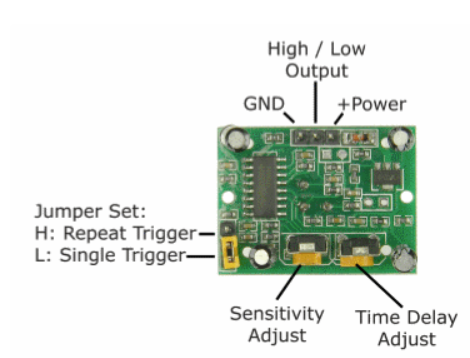 High / Low
Output
GND
+Power
Jumper Set:
H: Repeat Trigger
L: Single Trigger
Sensitivity
Adjust
Time Delay
Adjust